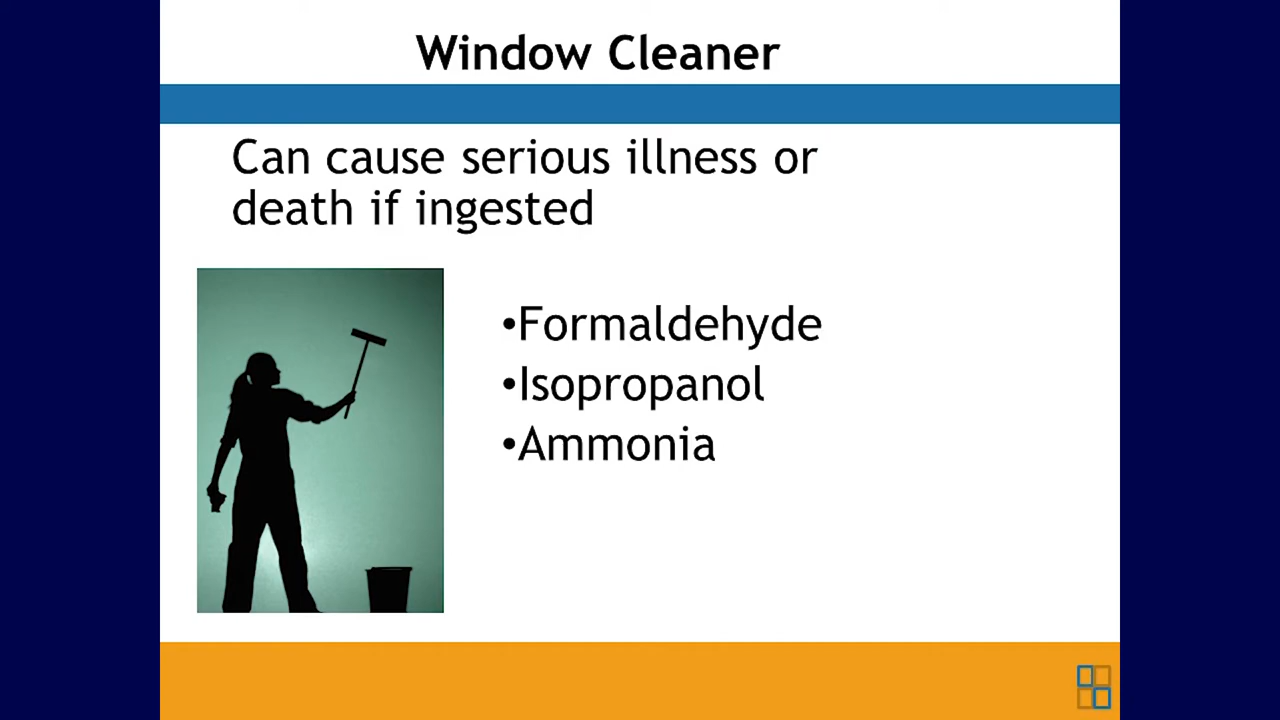 Window Cleaner
Can cause serious illness or
death if ingested
•Formaldehyde
•Isopropanol
•Ammonia